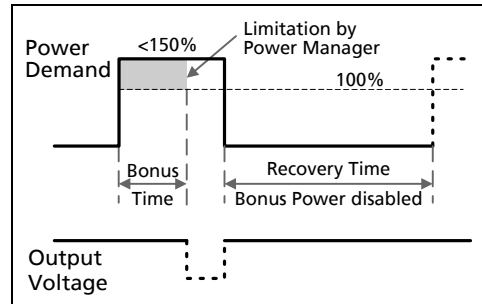 Power
Demand
<150%
Limitation by
Power Manager
100%
Bonus
Time
Recovery Time
Bonus Power disabled
Output
Voltage